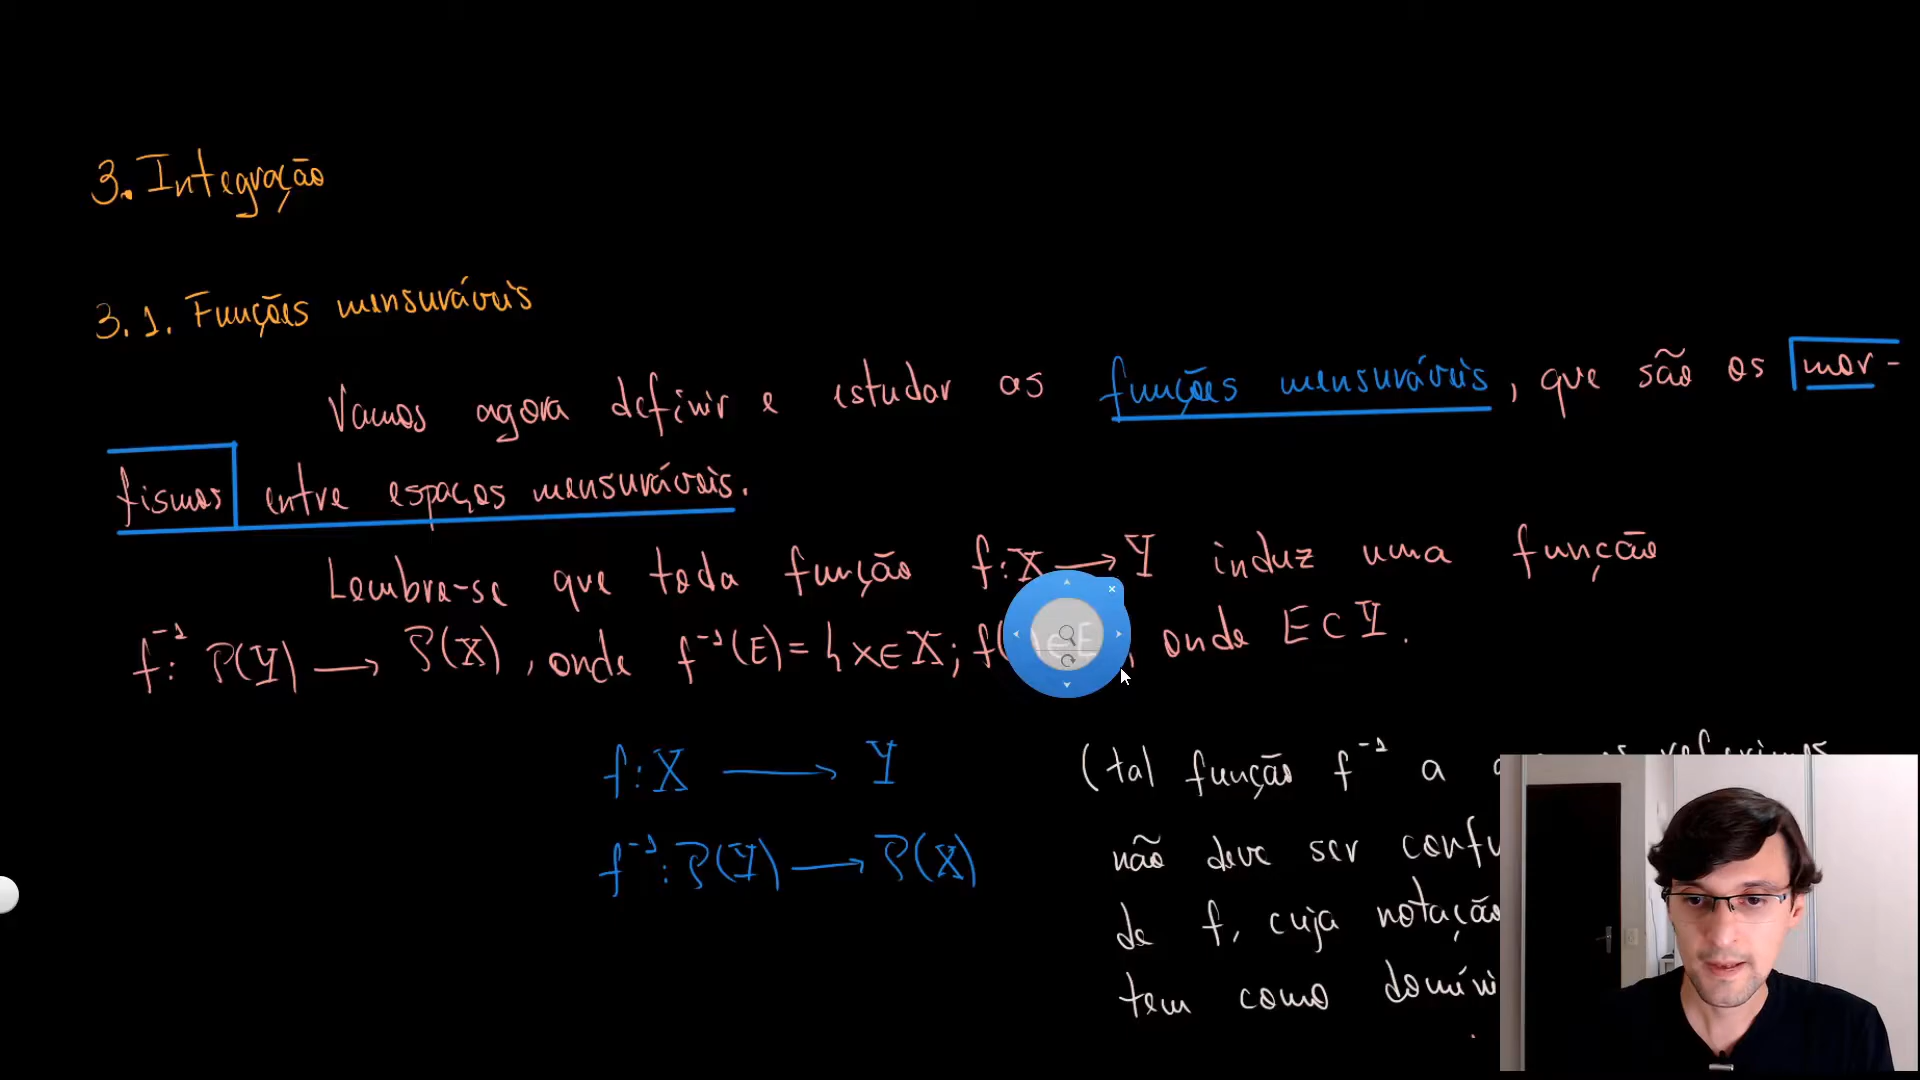 3. Integração
3.1. Funções mensuráveis
Vamos agora definir e estudar as funções mensuráveis, que são os mor-
fismos entre espaços mensuráveis.
Lembre-se que toda função f: X → Y induz uma função
f⁻¹: P(Y) → P(X), onde f⁻¹(E) = { x ∈ X; f( ∈ E , onde E ⊂ Y.
f: X → Y
f⁻¹: P(Y) → P(X)
(tal função f⁻¹ a
não deve ser
de f, cuja notação
tem como